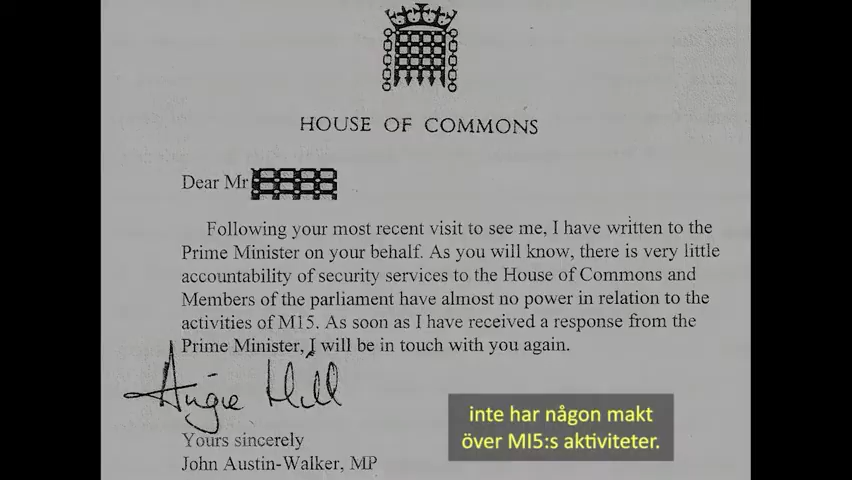 HOUSE OF COMMONS
Dear Mr
Following your most recent visit to see me, I have written to the
Prime Minister on your behalf. As you will know, there is very little
accountability of security services to the House of Commons and
Members of the parliament have almost no power in relation to the
activities of M15. As soon as I have received a response from the
Prime Minister, I will be in touch with you again.
Angie Hill
Yours sincerely
John Austin-Walker, MP
inte har någon makt
över MI5:s aktiviteter.